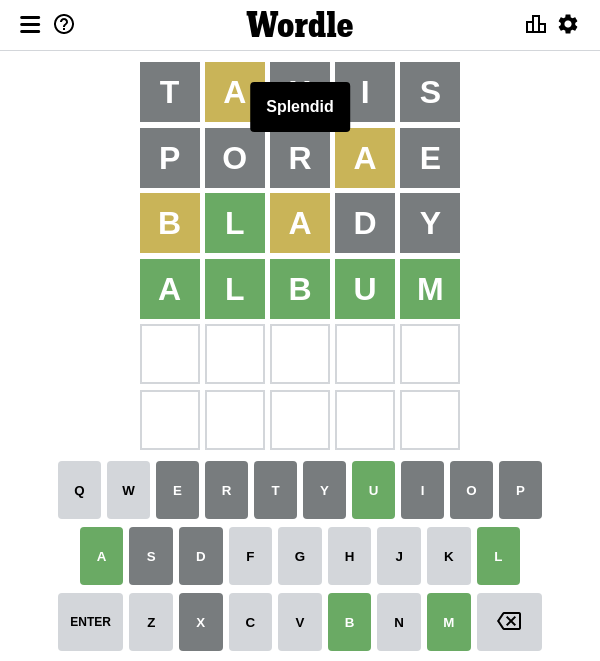 Wordle
T A X I S
Splendid
P O R A E
B L A D Y
A L B U M
Q W E R T Y U I O P
A S D F G H J K L
ENTER Z X C V B N M